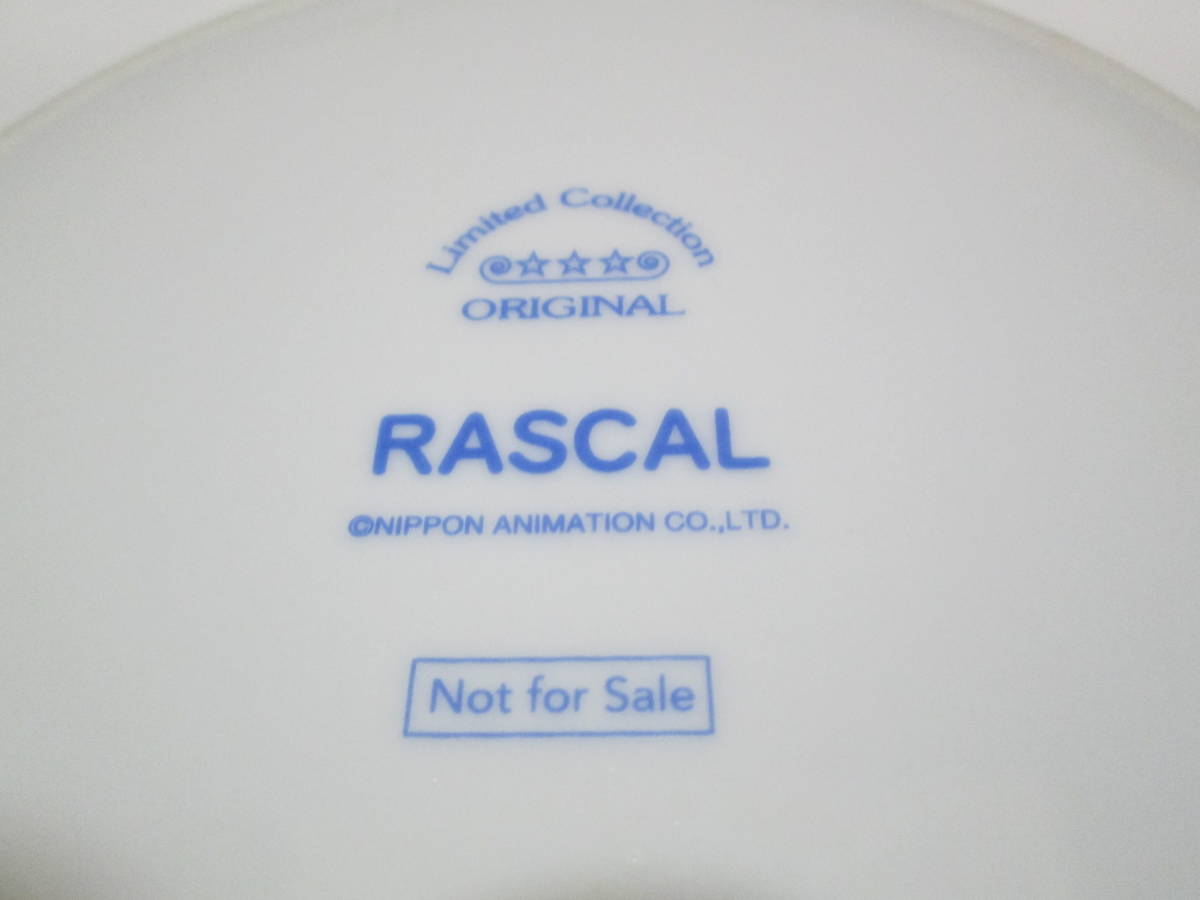 Limited Collection
ORIGINAL
RASCAL
©NIPPON ANIMATION CO.,LTD.
Not for Sale